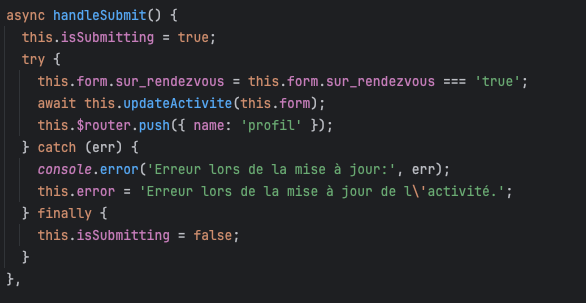 async handleSubmit() {
this.isSubmitting = true;
try {
this.form.sur_rendezvous = this.form.sur_rendezvous === 'true';
await this.updateActivite(this.form);
this.$router.push({ name: 'profil' });
} catch (err) {
console.error('Erreur lors de la mise à jour:', err);
this.error = 'Erreur lors de la mise à jour de l\'activité.';
} finally {
this.isSubmitting = false;
}
},